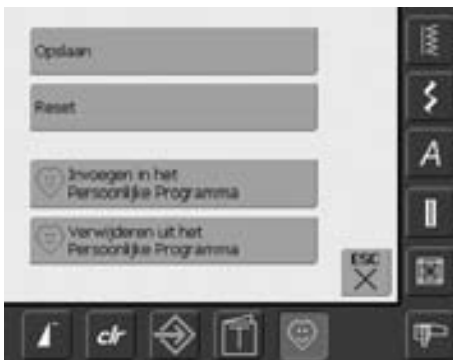 Opslaan
Reset
Invoegen in het
Persoonlijke Programma
Verwijderen uit het
Persoonlijke Programma
ESC
A
clr